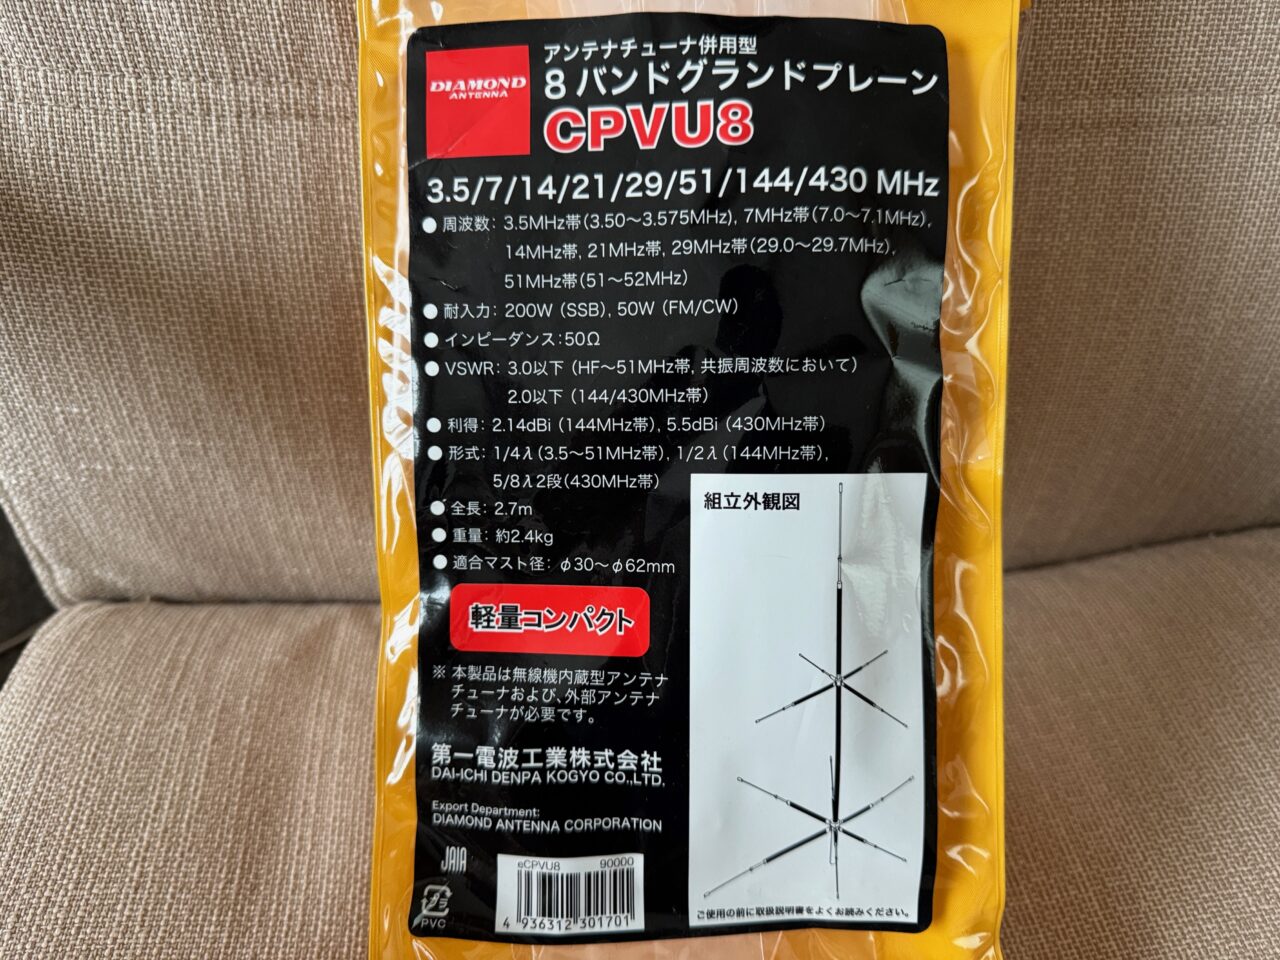 DIAMOND
ANTENNA
アンテナチューナ併用型
8バンドグランドプレーン
CPVU8
3.5/7/14/21/29/51/144/430 MHz
● 周波数: 3.5MHz帯(3.50〜3.575MHz), 7MHz帯(7.0〜7.1MHz),
14MHz帯, 21MHz帯, 29MHz帯(29.0〜29.7MHz),
51MHz帯(51〜52MHz)
● 耐入力: 200W (SSB), 50W (FM/CW)
● インピーダンス:50Ω
● VSWR: 3.0以下 (HF〜51MHz帯, 共振周波数において)
2.0以下 (144/430MHz帯)
● 利得: 2.14dBi (144MHz帯), 5.5dBi (430MHz帯)
● 形式: 1/4λ(3.5〜51MHz帯), 1/2λ(144MHz帯),
5/8λ2段(430MHz帯)
● 全長: 2.7m
● 重量: 約2.4kg
● 適合マスト径: φ30〜φ62mm
軽量コンパクト
※ 本製品は無線機内蔵型アンテナ
チューナおよび、外部アンテナ
チューナが必要です。
第一電波工業株式会社
DAI-ICHI DENPA KOGYO CO.,LTD.
Export Department:
DIAMOND ANTENNA CORPORATION
JAIA
プラ
PVC
eCPVU8 90000
4 936312 301701
組立外観図
ご使用の前に取扱説明書をよくお読みください。